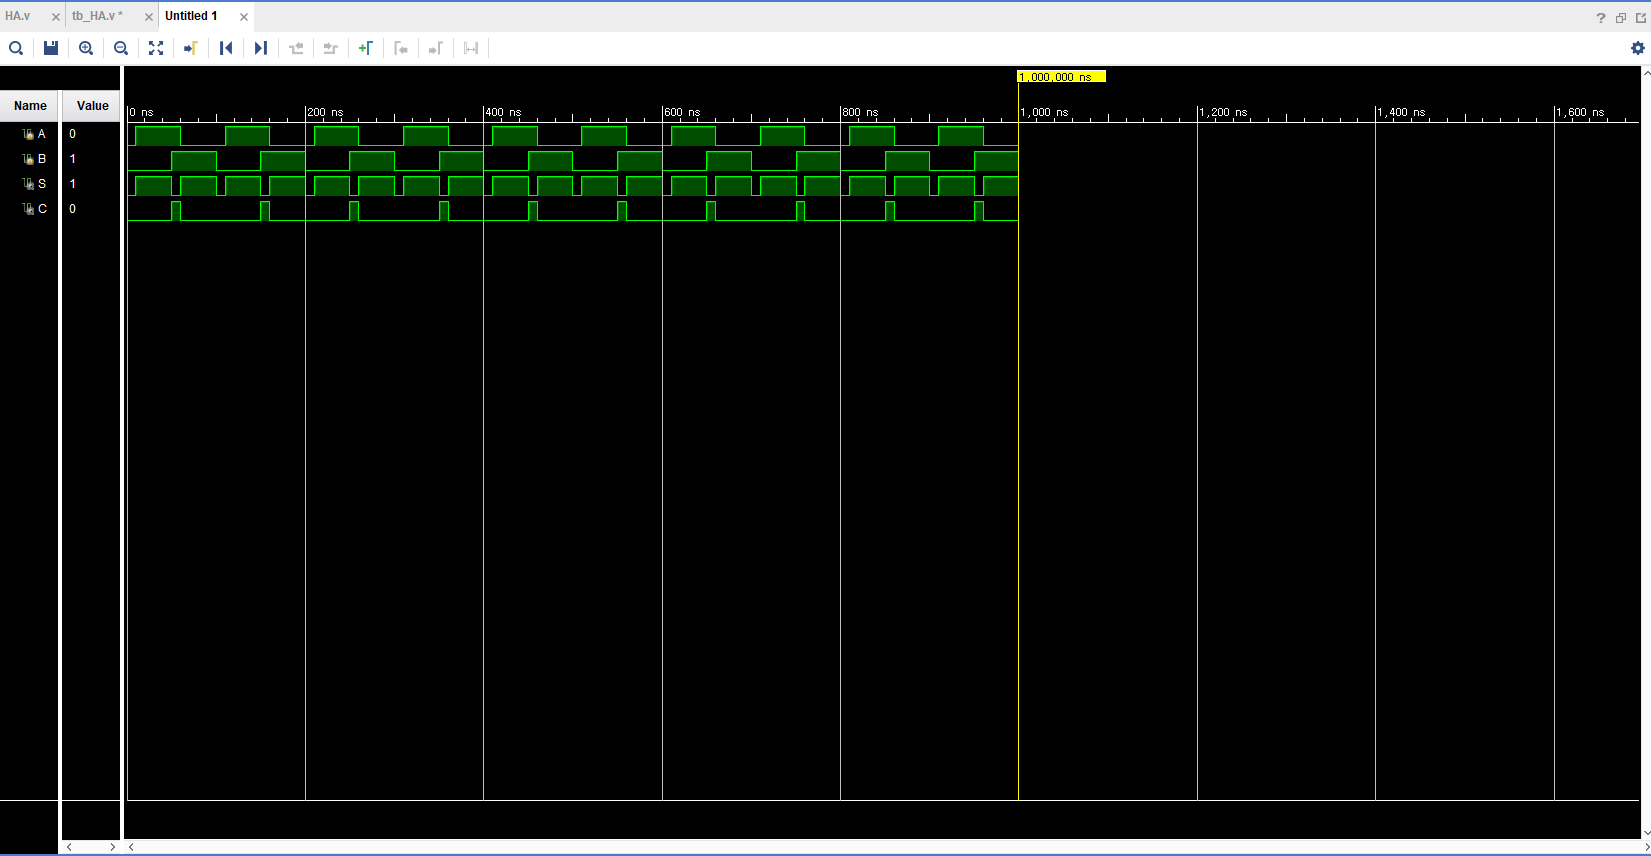 HA.v
tb_HA.v *
Untitled 1
1,000,000 ns
Name
Value
0 ns
200 ns
400 ns
600 ns
800 ns
1,000 ns
1,200 ns
1,400 ns
1,600 ns
A
0
B
1
S
1
C
0